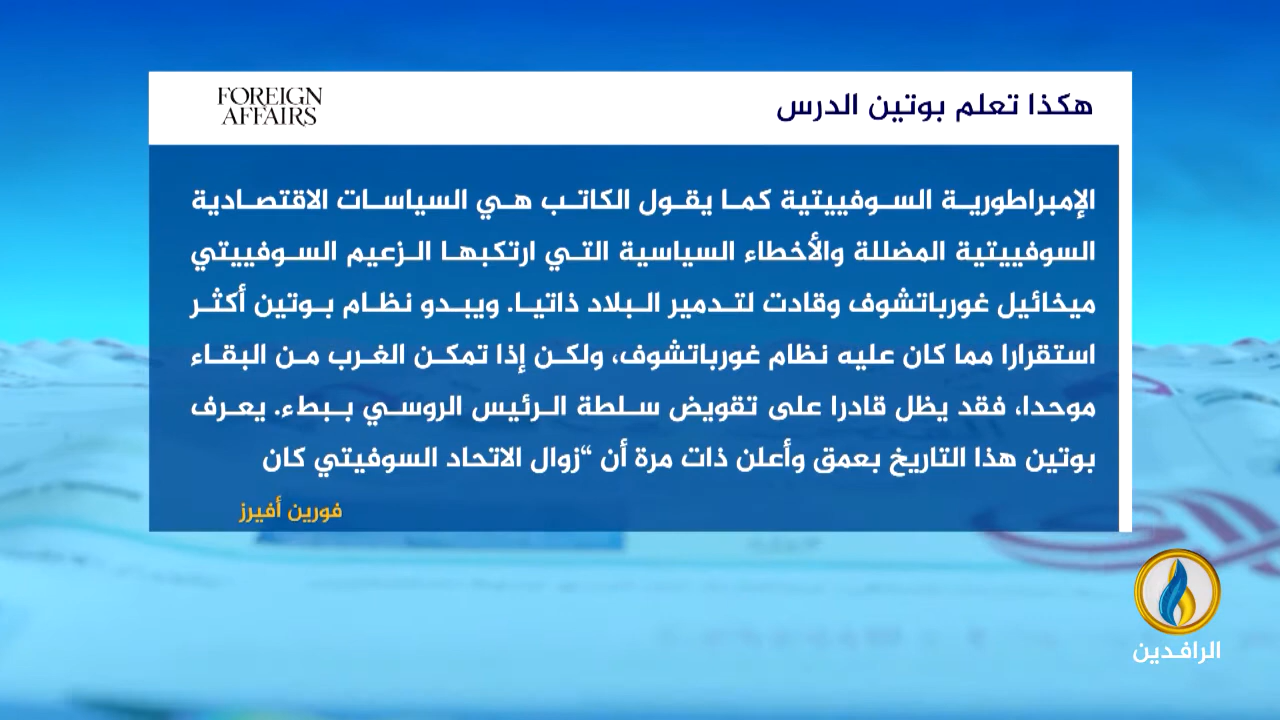 هكذا تعلم بوتين الدرس
FOREIGN
AFFAIRS
الإمبراطورية السوفييتية كما يقول الكاتب هي السياسات الاقتصادية
السوفييتية المضللة والأخطاء السياسية التي ارتكبها الزعيم السوفييتي
ميخائيل غورباتشوف وقادت لتدمير البلاد ذاتيا. ويبدو نظام بوتين أكثر
استقرارا مما كان عليه نظام غورباتشوف، ولكن إذا تمكن الغرب من البقاء
موحدا، فقد يظل قادرا على تقويض سلطة الرئيس الروسي ببطء. يعرف
بوتين هذا التاريخ بعمق وأعلن ذات مرة أن “زوال الاتحاد السوفيتي كان
فورين أفيرز
الرافدين